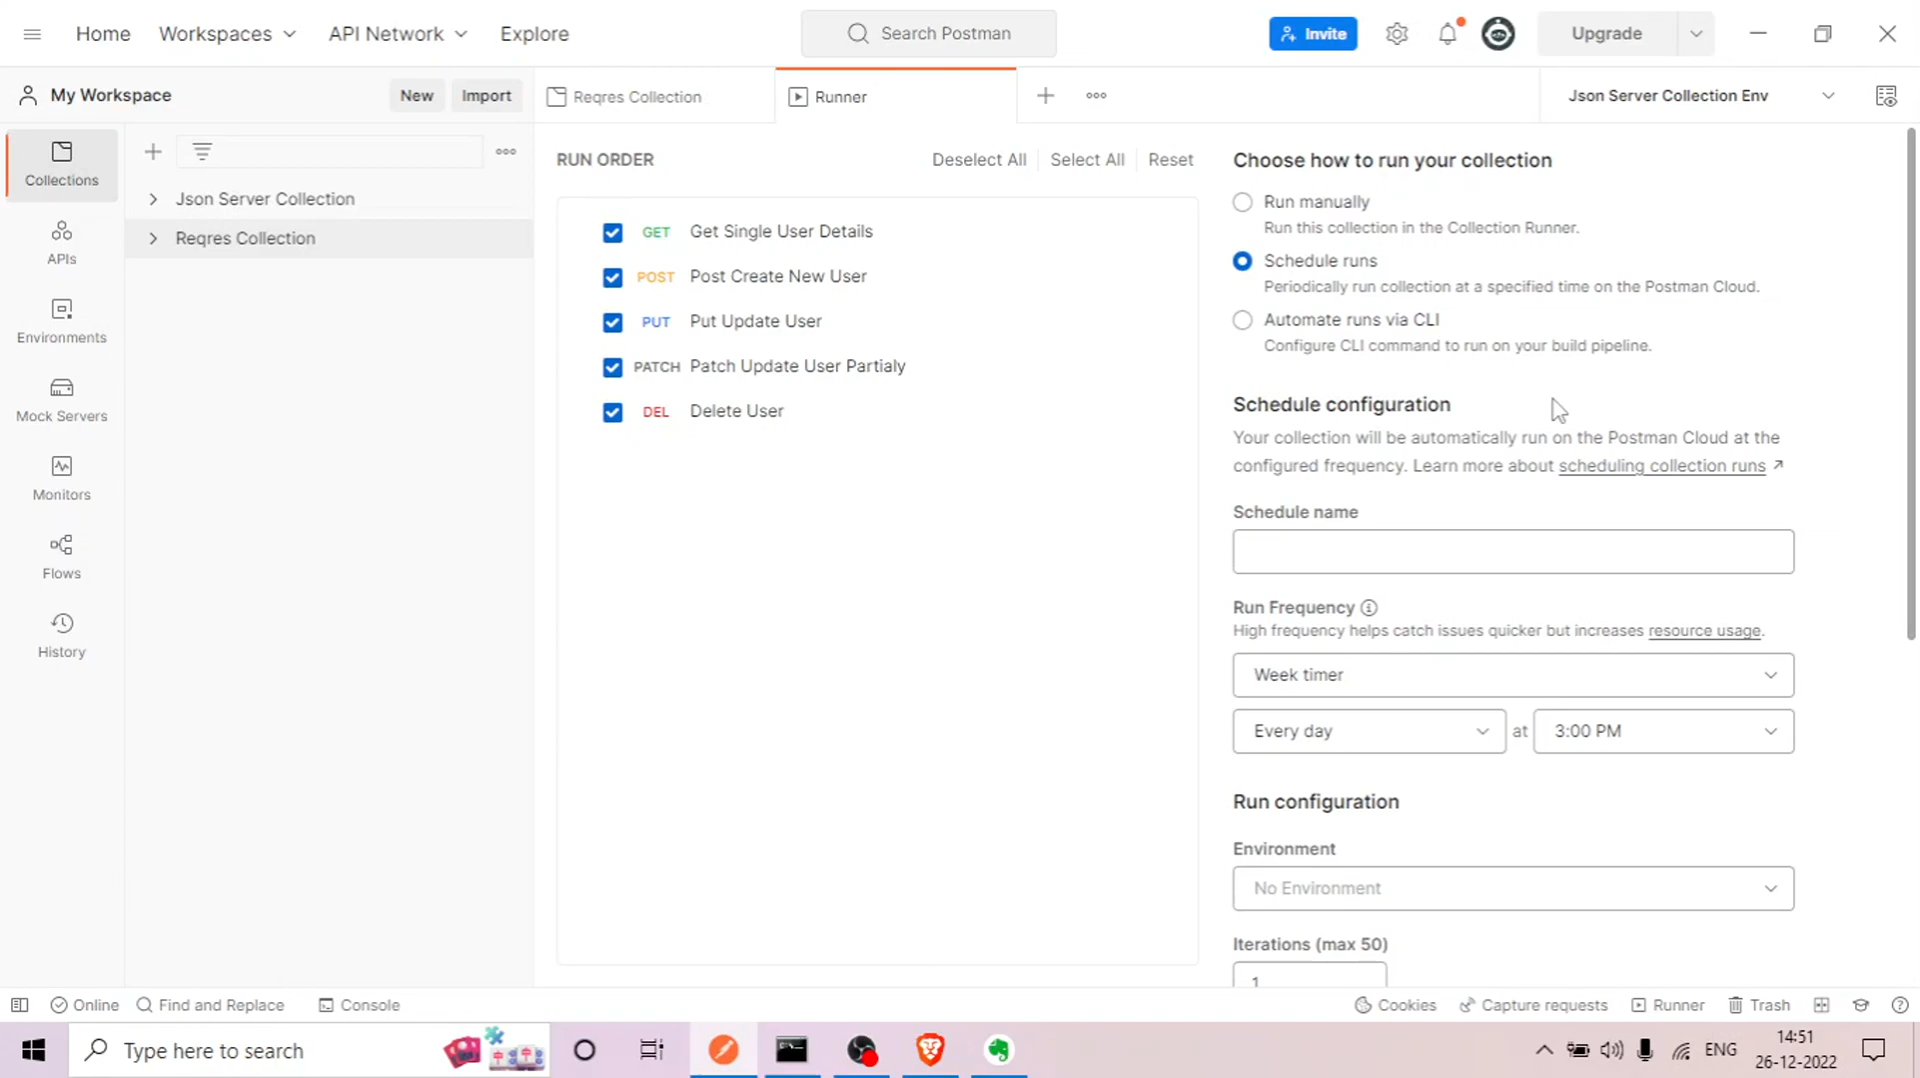 Home
Workspaces
API Network
Explore
Search Postman
Invite
Upgrade
My Workspace
New
Import
Reqres Collection
Runner
Json Server Collection Env
Collections
APIs
Environments
Mock Servers
Monitors
Flows
History
Json Server Collection
Reqres Collection
RUN ORDER
Deselect All
Select All
Reset
GET Get Single User Details
POST Post Create New User
PUT Put Update User
PATCH Patch Update User Partialy
DEL Delete User
Choose how to run your collection
Run manually
Run this collection in the Collection Runner.
Schedule runs
Periodically run collection at a specified time on the Postman Cloud.
Automate runs via CLI
Configure CLI command to run on your build pipeline.
Schedule configuration
Your collection will be automatically run on the Postman Cloud at the
configured frequency. Learn more about scheduling collection runs ↗
Schedule name
Run Frequency
High frequency helps catch issues quicker but increases resource usage.
Week timer
Every day at 3:00 PM
Run configuration
Environment
No Environment
Iterations (max 50)
1
Online
Find and Replace
Console
Cookies
Capture requests
Runner
Trash
Type here to search
ENG
14:51
26-12-2022